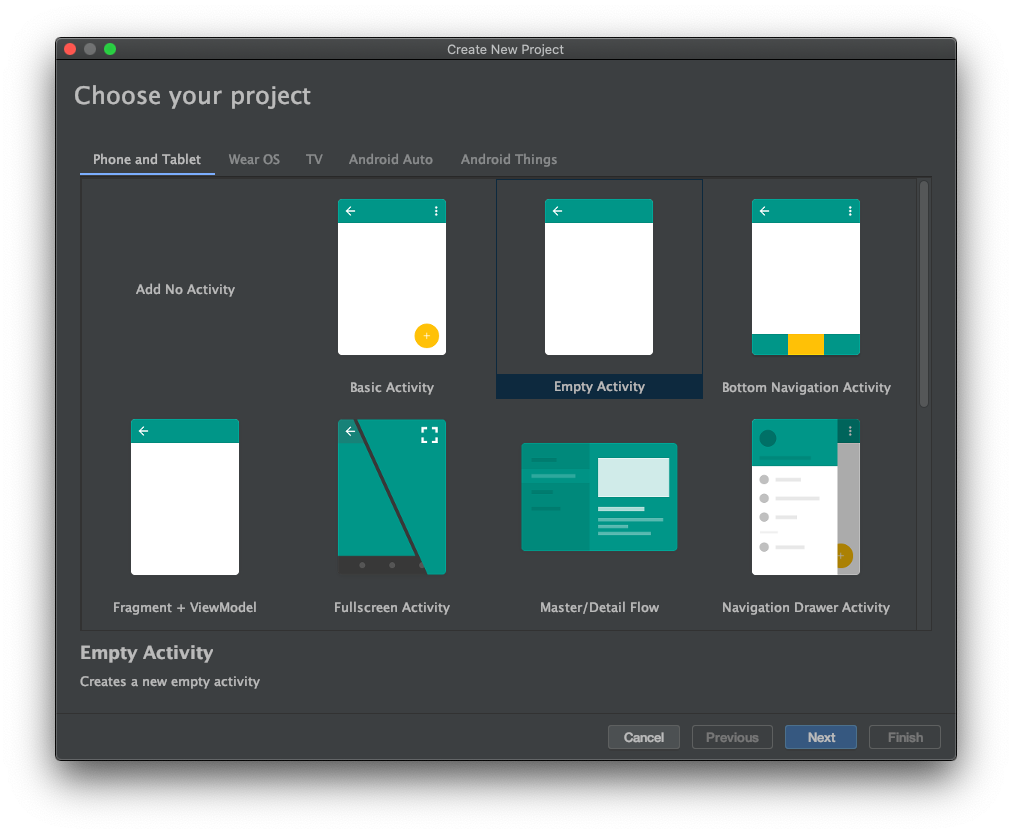 Create New Project
Choose your project
Phone and Tablet Wear OS TV Android Auto Android Things
Add No Activity
Basic Activity
Empty Activity
Bottom Navigation Activity
Fragment + ViewModel
Fullscreen Activity
Master/Detail Flow
Navigation Drawer Activity
Empty Activity
Creates a new empty activity
Cancel Previous Next Finish